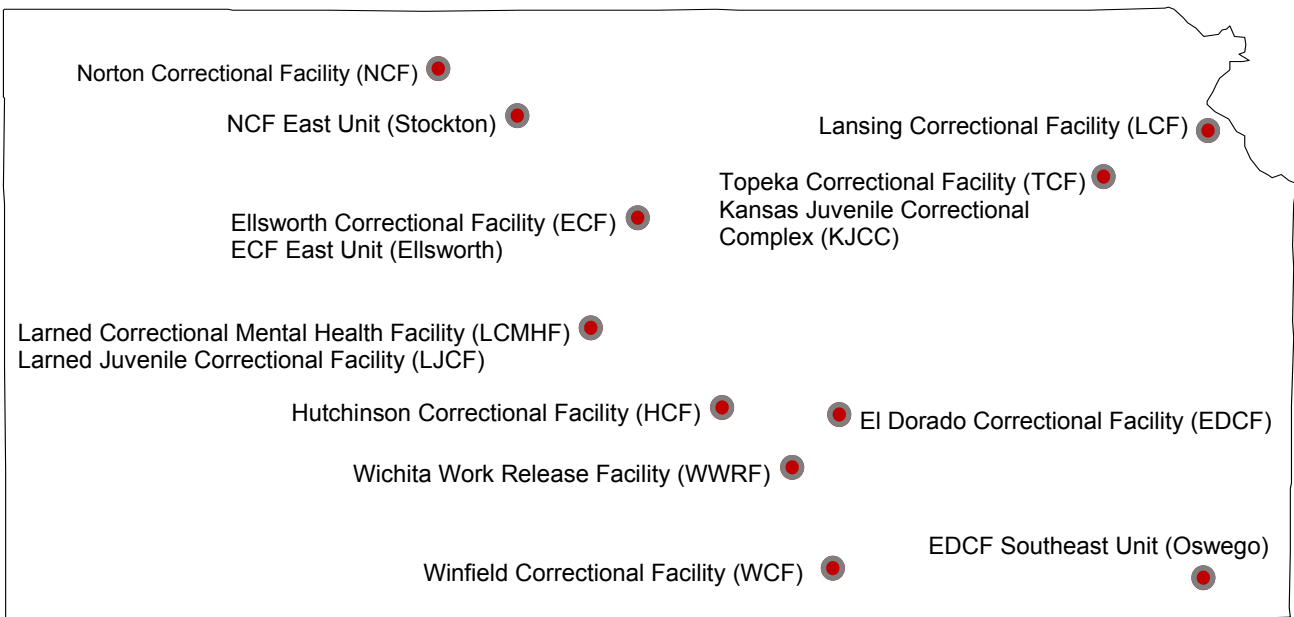 Norton Correctional Facility (NCF)
NCF East Unit (Stockton)
Lansing Correctional Facility (LCF)
Topeka Correctional Facility (TCF)
Kansas Juvenile Correctional
Complex (KJCC)
Ellsworth Correctional Facility (ECF)
ECF East Unit (Ellsworth)
Larned Correctional Mental Health Facility (LCMHF)
Larned Juvenile Correctional Facility (LJCF)
Hutchinson Correctional Facility (HCF)
El Dorado Correctional Facility (EDCF)
Wichita Work Release Facility (WWRF)
EDCF Southeast Unit (Oswego)
Winfield Correctional Facility (WCF)